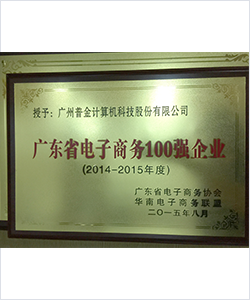 授予：广州普金计算机科技股份有限公司
广东省电子商务100强企业
(2014-2015年度)
广东省电子商务协会
华南电子商务联盟
二〇一五年八月